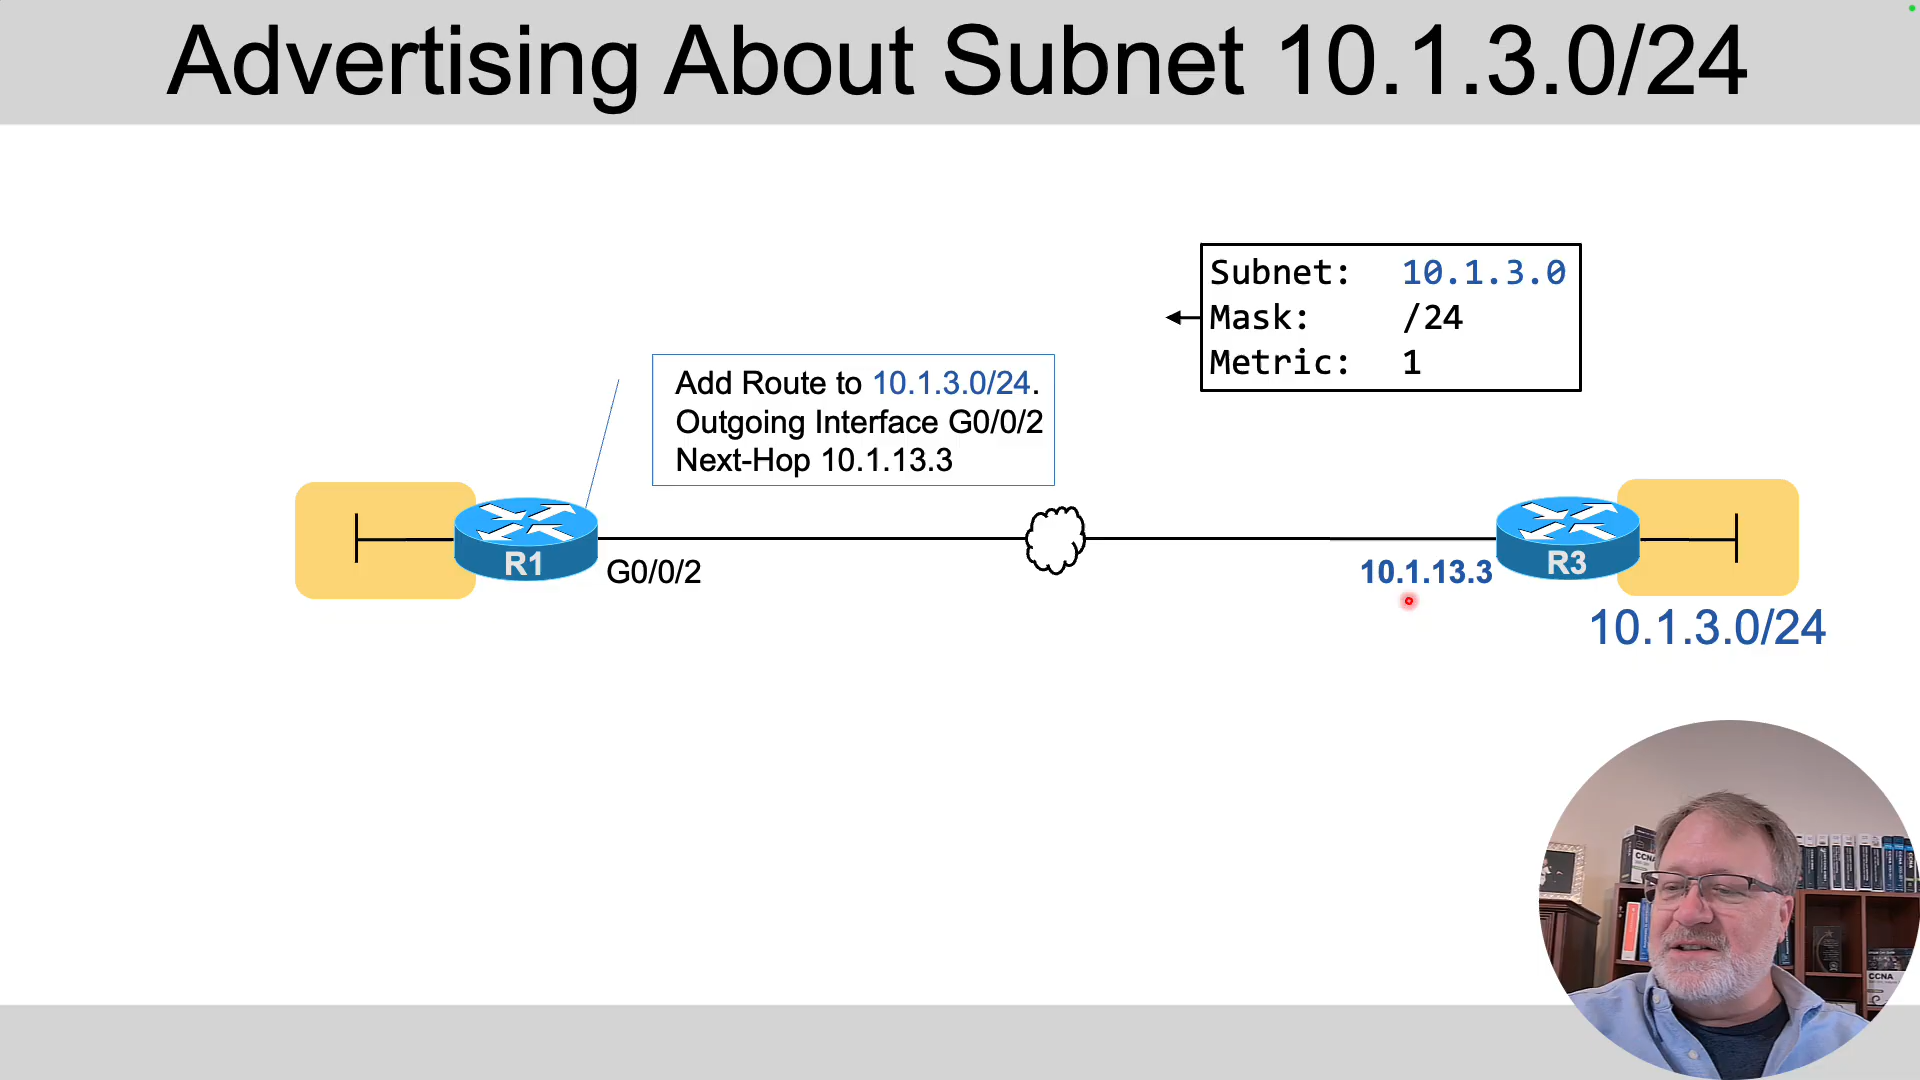 Advertising About Subnet 10.1.3.0/24
Subnet: 10.1.3.0
Mask: /24
Metric: 1
Add Route to 10.1.3.0/24.
Outgoing Interface G0/0/2
Next-Hop 10.1.13.3
R1
G0/0/2
10.1.13.3
R3
10.1.3.0/24
CCNA
CCNA